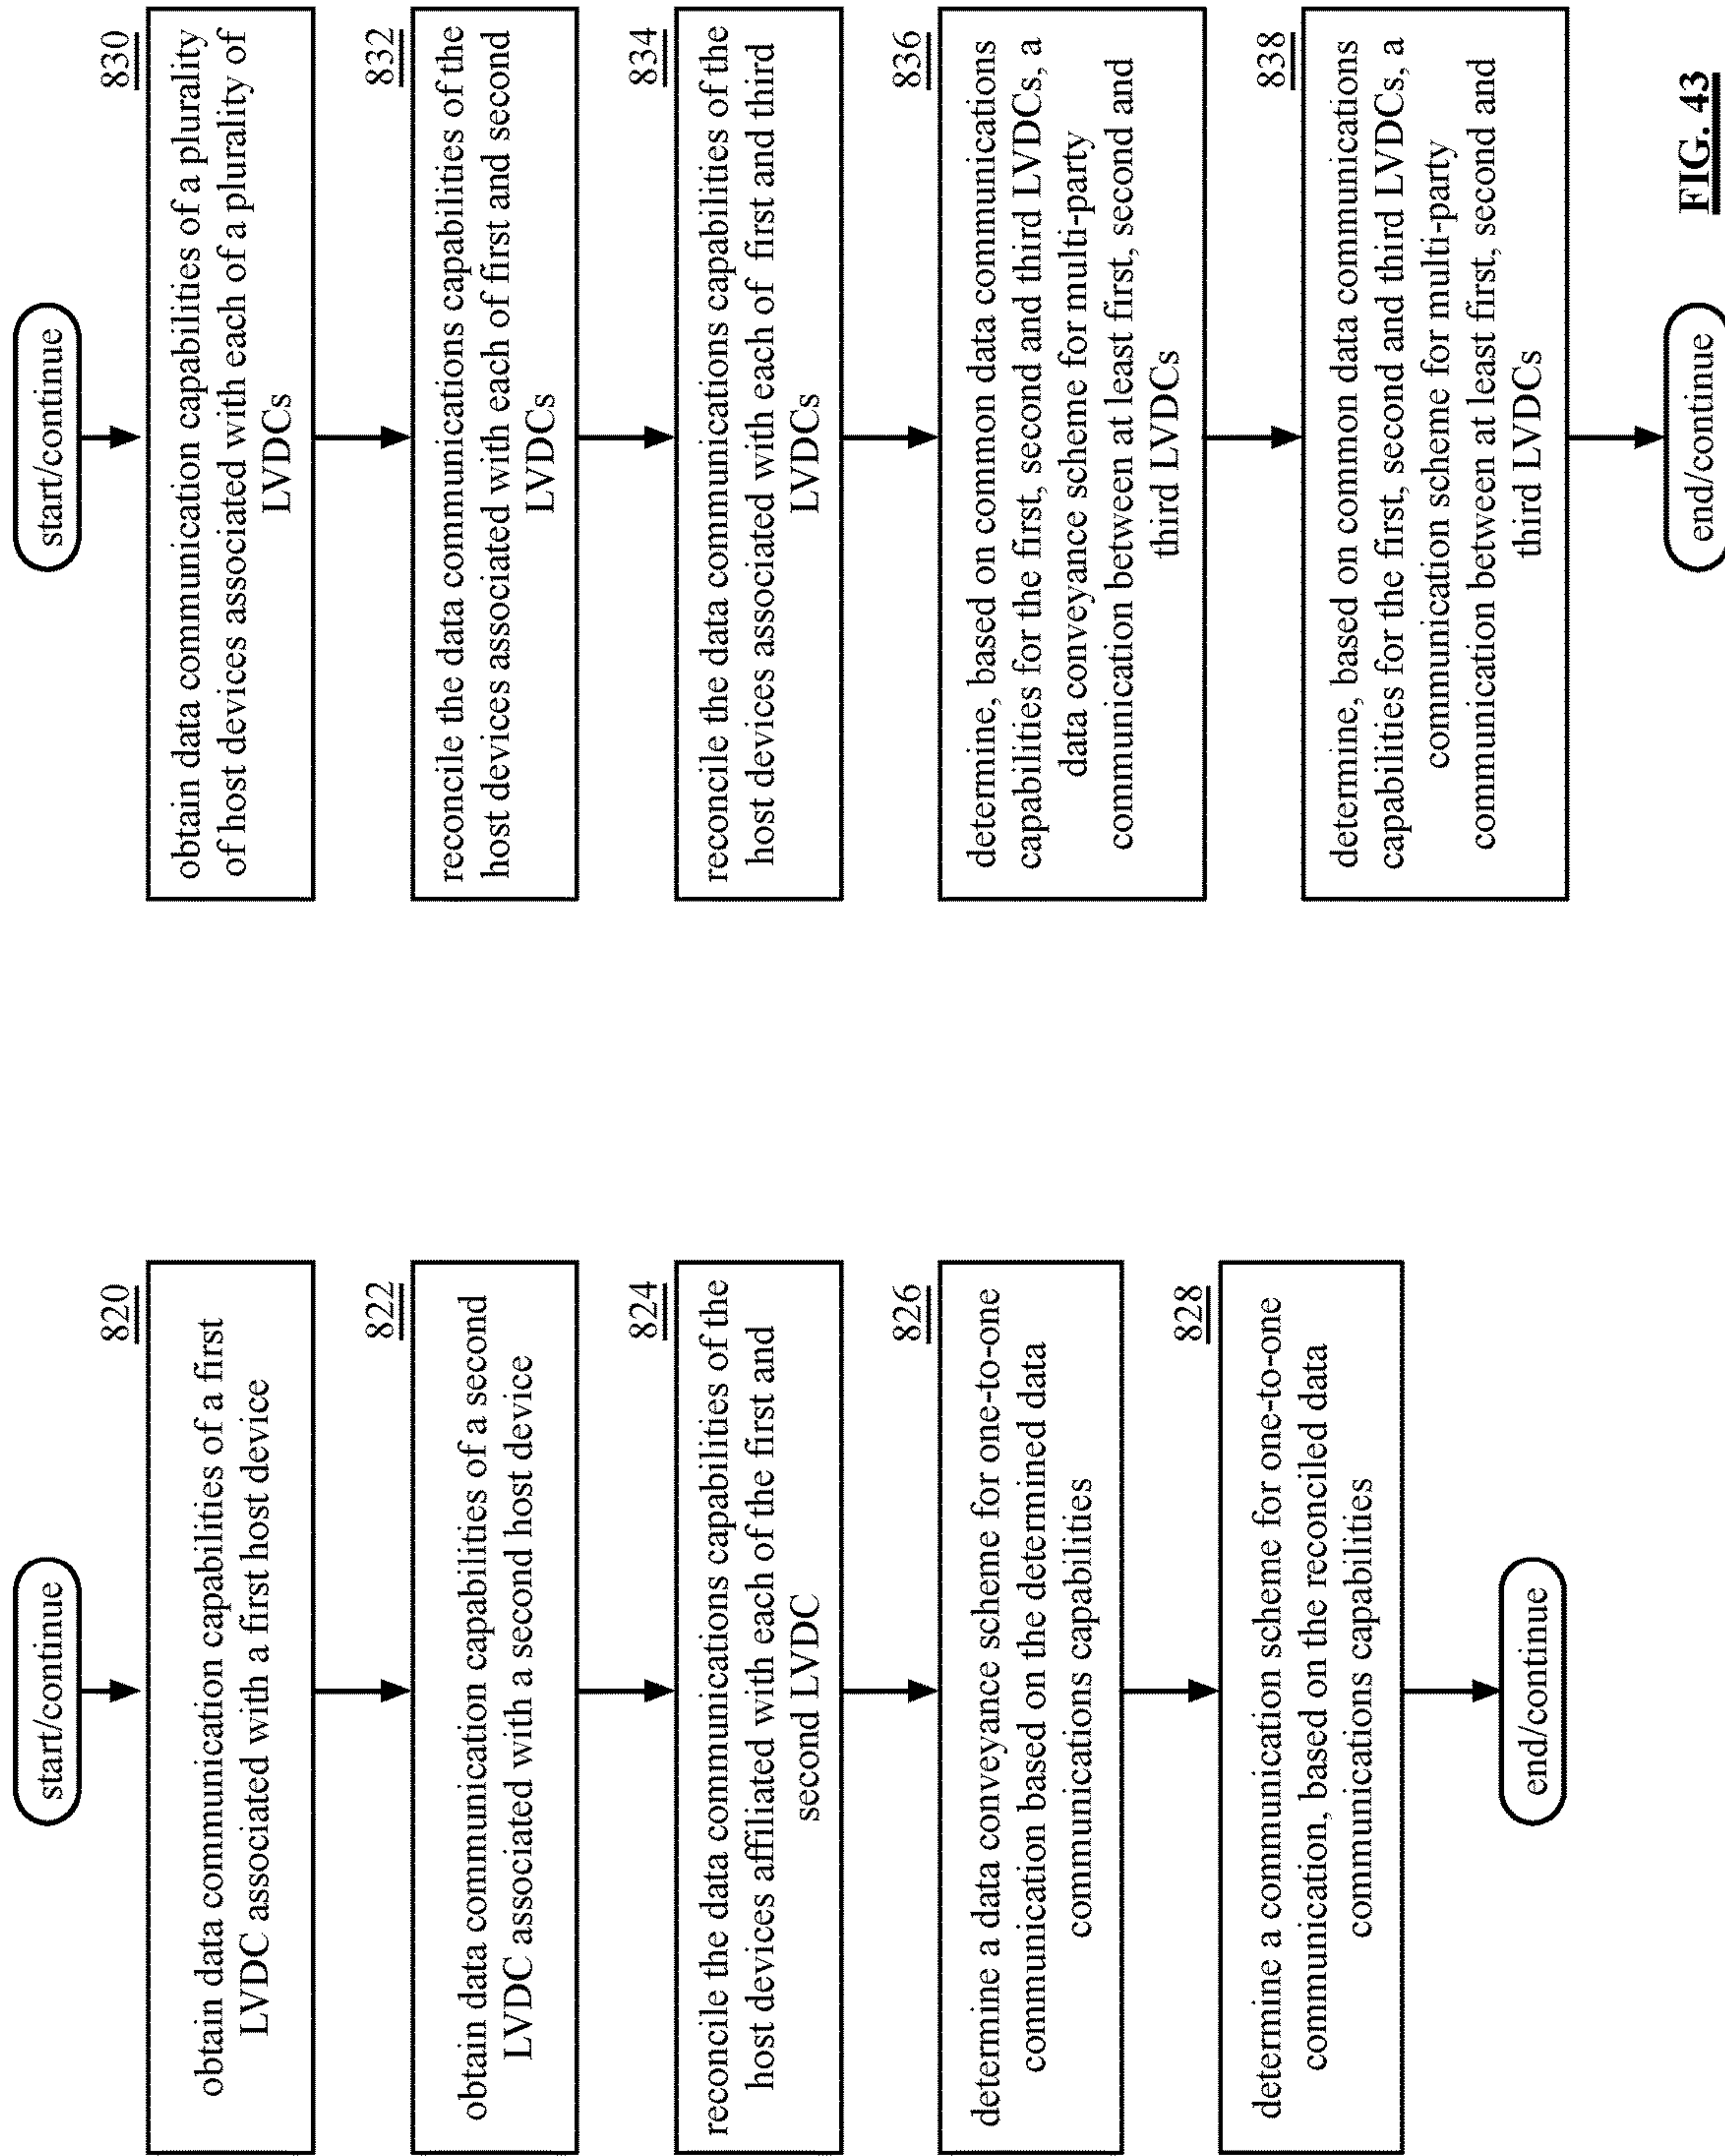 start/continue
820
obtain data communication capabilities of a first
LVDC associated with a first host device
822
obtain data communication capabilities of a second
LVDC associated with a second host device
824
reconcile the data communications capabilities of the
host devices affiliated with each of the first and
second LVDC
826
determine a data conveyance scheme for one-to-one
communication based on the determined data
communications capabilities
828
determine a communication scheme for one-to-one
communication, based on the reconciled data
communications capabilities
end/continue
start/continue
830
obtain data communication capabilities of a plurality
of host devices associated with each of a plurality of
LVDCs
832
reconcile the data communications capabilities of the
host devices associated with each of first and second
LVDCs
834
reconcile the data communications capabilities of the
host devices associated with each of first and third
LVDCs
836
determine, based on common data communications
capabilities for the first, second and third LVDCs, a
data conveyance scheme for multi-party
communication between at least first, second and
third LVDCs
838
determine, based on common data communications
capabilities for the first, second and third LVDCs, a
communication scheme for multi-party
communication between at least first, second and
third LVDCs
end/continue
FIG. 43